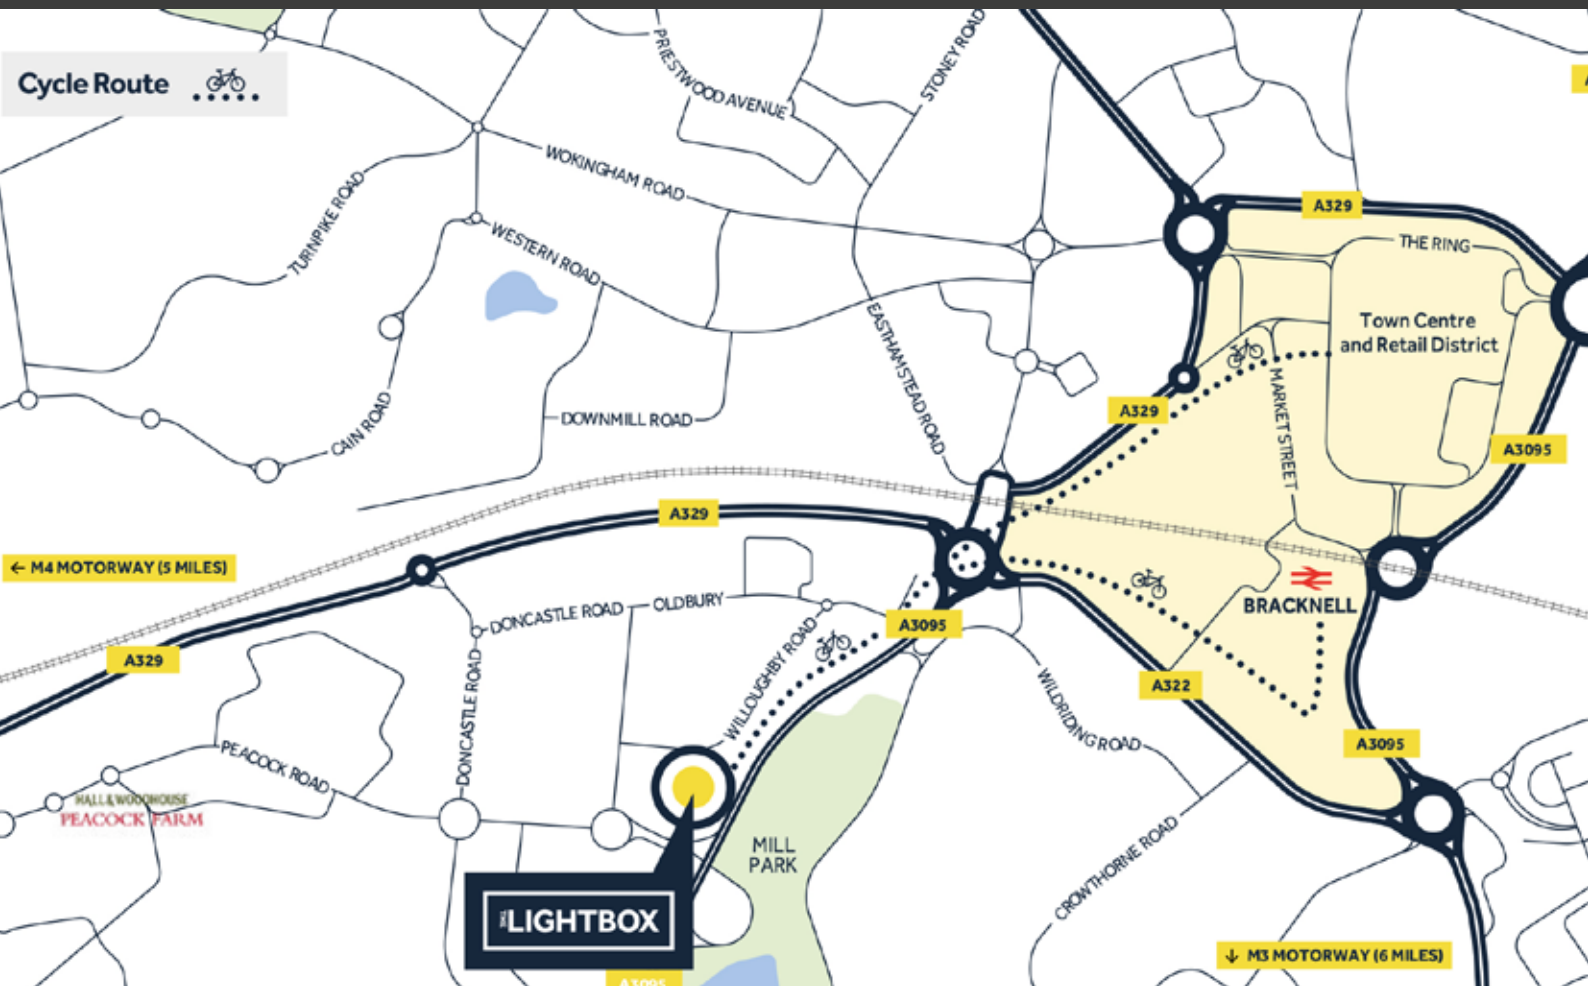 Cycle Route
PRIESTWOOD AVENUE
STONEY ROAD
WOKINGHAM ROAD
TURNPIKE ROAD
WESTERN ROAD
A329
THE RING
Town Centre
and Retail District
EASTHAMSTEAD ROAD
MARKET STREET
CAIN ROAD
DOWNMILL ROAD
A329
A3095
A329
← M4 MOTORWAY (5 MILES)
BRACKNELL
DONCASTLE ROAD
OLDBURY
A3095
A329
WILLOUGHBY ROAD
DONCASTLE ROAD
A322
WILDRIDING ROAD
PEACOCK ROAD
A3095
HALL & WOODHOUSE
PEACOCK FARM
MILL
PARK
CROWTHORNE ROAD
THE LIGHTBOX
↓ M3 MOTORWAY (6 MILES)
A3095